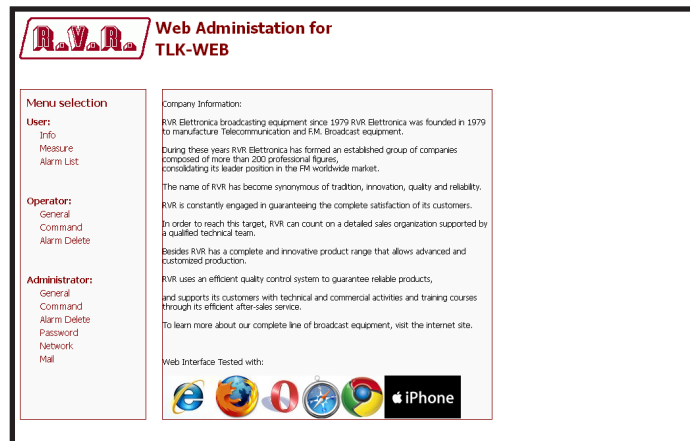 R.V.R.
Web Administation for
TLK-WEB
Menu selection
User:
Info
Measure
Alarm List
Operator:
General
Command
Alarm Delete
Administrator:
General
Command
Alarm Delete
Password
Network
Mail
Company Information:
RVR Elettronica broadcasting equipment since 1979 RVR Elettronica was founded in 1979
to manufacture Telecommunication and F.M. Broadcast equipment.
During these years RVR Elettronica has formed an established group of companies
composed of more than 200 professional figures,
consolidating its leader position in the FM worldwide market.
The name of RVR has become synonymous of tradition, innovation, quality and reliability.
RVR is constantly engaged in guaranteeing the complete satisfaction of its customers.
In order to reach this target, RVR can count on a detailed sales organization supported by
a qualified technical team.
Besides RVR has a complete and innovative product range that allows advanced and
customized production.
RVR uses an efficient quality control system to guarantee reliable products,
and supports its customers with technical and commercial activities and training courses
through its efficient after-sales service.
To learn more about our complete line of broadcast equipment, visit the internet site.
Web Interface Tested with:
iPhone